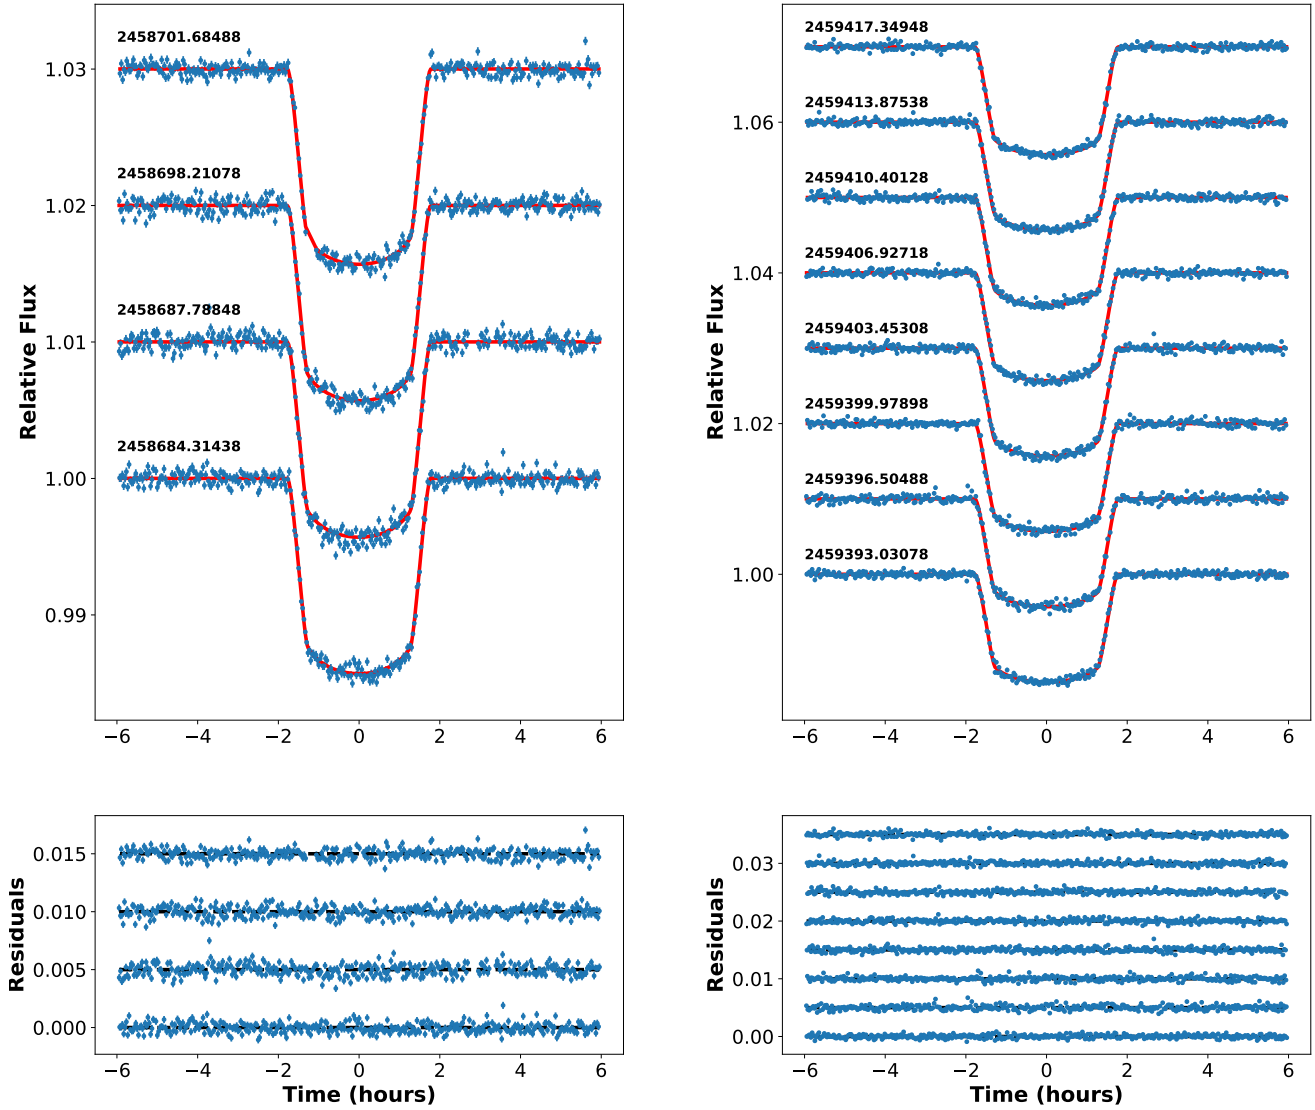 2458701.68488
1.03
2458698.21078
1.02
2458687.78848
1.01
2458684.31438
1.00
0.99
Relative Flux
−6 −4 −2 0 2 4 6
2459417.34948
2459413.87538
1.06
2459410.40128
2459406.92718
1.04
2459403.45308
2459399.97898
1.02
2459396.50488
2459393.03078
1.00
Relative Flux
−6 −4 −2 0 2 4 6
0.015
0.010
0.005
0.000
Residuals
−6 −4 −2 0 2 4 6
Time (hours)
0.03
0.02
0.01
0.00
Residuals
−6 −4 −2 0 2 4 6
Time (hours)